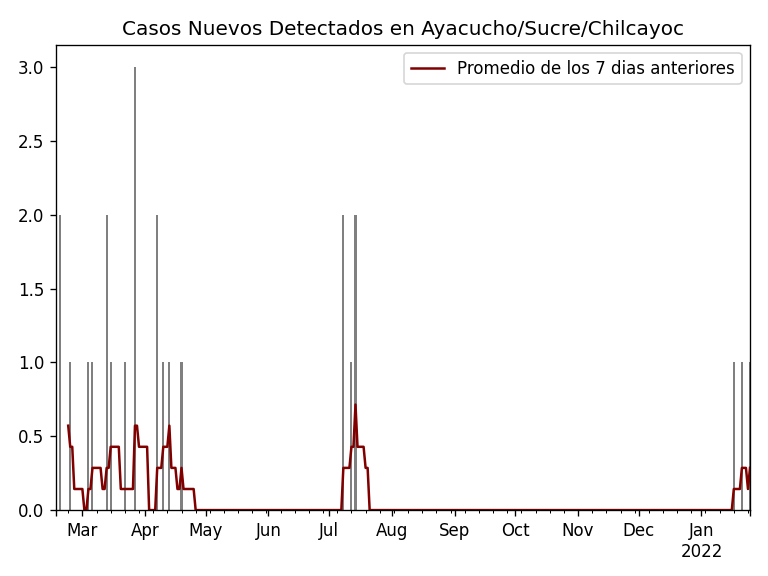 Casos Nuevos Detectados en Ayacucho/Sucre/Chilcayoc
Promedio de los 7 dias anteriores
3.0
2.5
2.0
1.5
1.0
0.5
0.0
Mar Apr May Jun Jul Aug Sep Oct Nov Dec Jan
2022